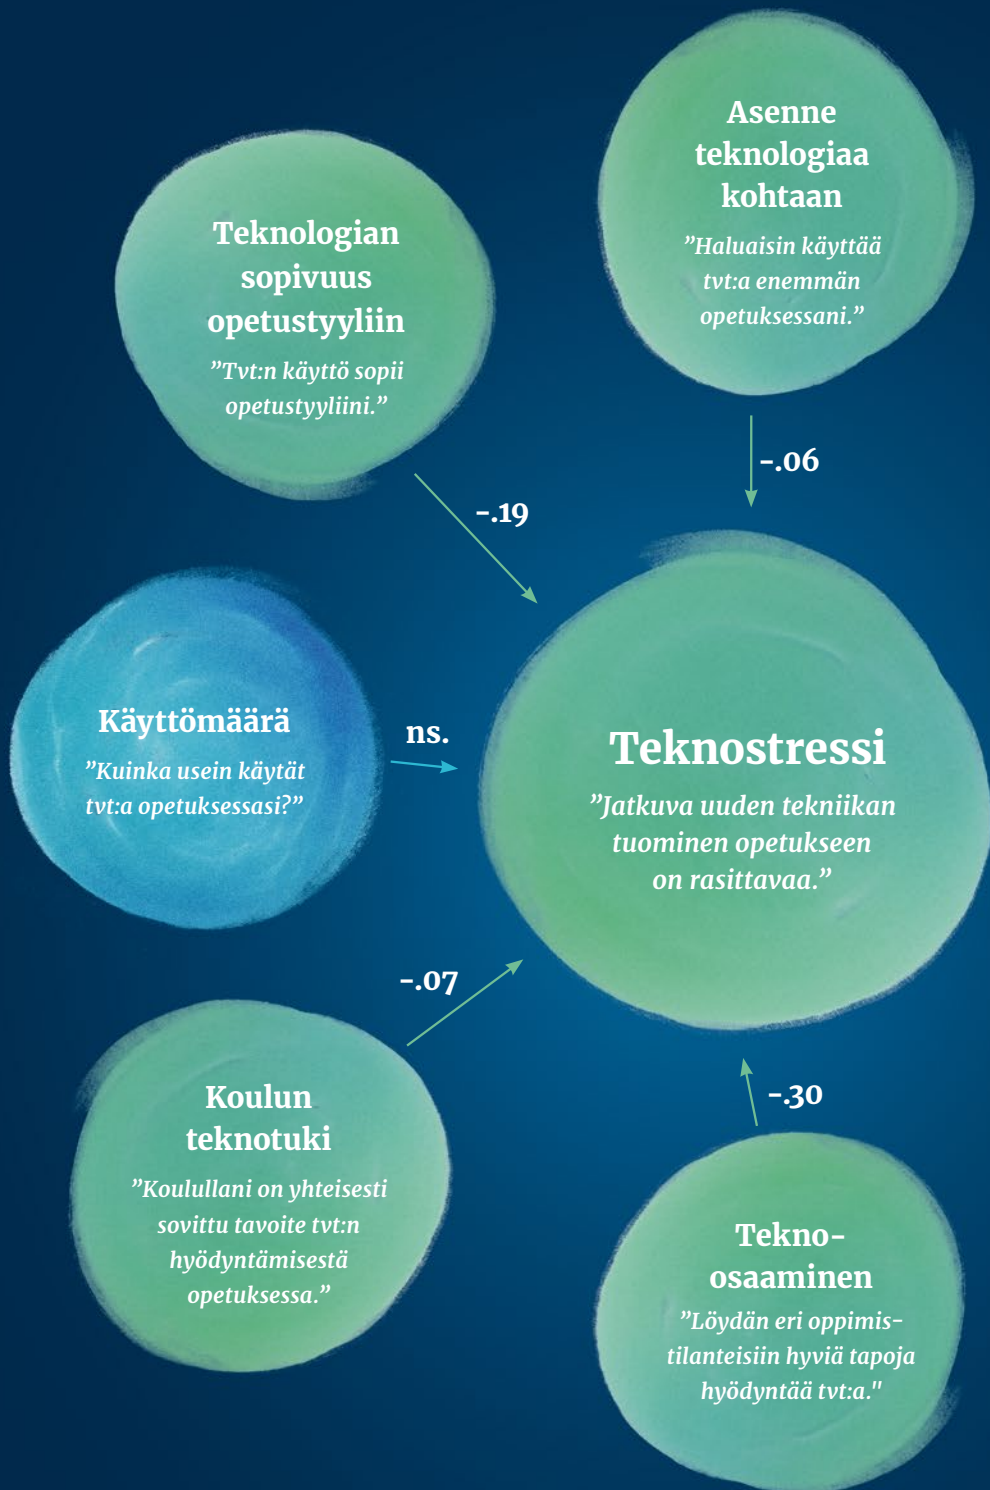 Asenne
teknologiaa
kohtaan
”Haluaisin käyttää
tvt:a enemmän
opetuksessani.”
Teknologian
sopivuus
opetustyyliin
”Tvt:n käyttö sopii
opetustyyliini.”
-.06
-.19
Käyttömäärä
”Kuinka usein käytät
tvt:a opetuksessasi?”
ns.
Teknostressi
”Jatkuva uuden tekniikan
tuominen opetukseen
on rasittavaa.”
-.07
Koulun
teknotuki
”Koulullani on yhteisesti
sovittu tavoite tvt:n
hyödyntämisestä
opetuksessa.”
-.30
Tekno-
osaaminen
”Löydän eri oppimis-
tilanteisiin hyviä tapoja
hyödyntää tvt:a."